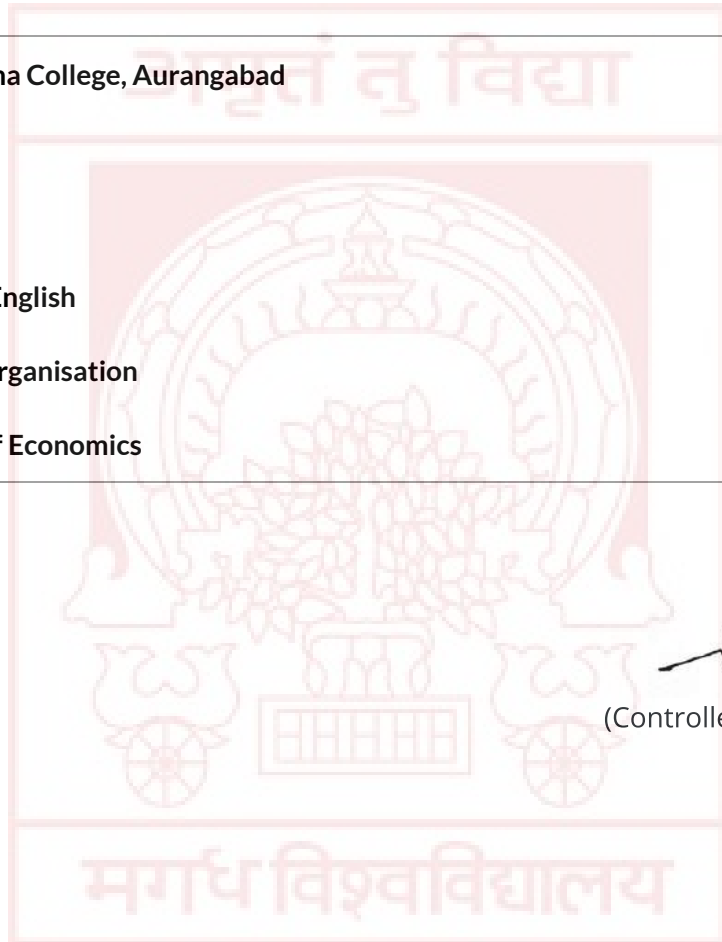 अमृतं तु विद्या
na College, Aurangabad
English
rganisation
f Economics
(Controlle
मगध विश्वविद्यालय